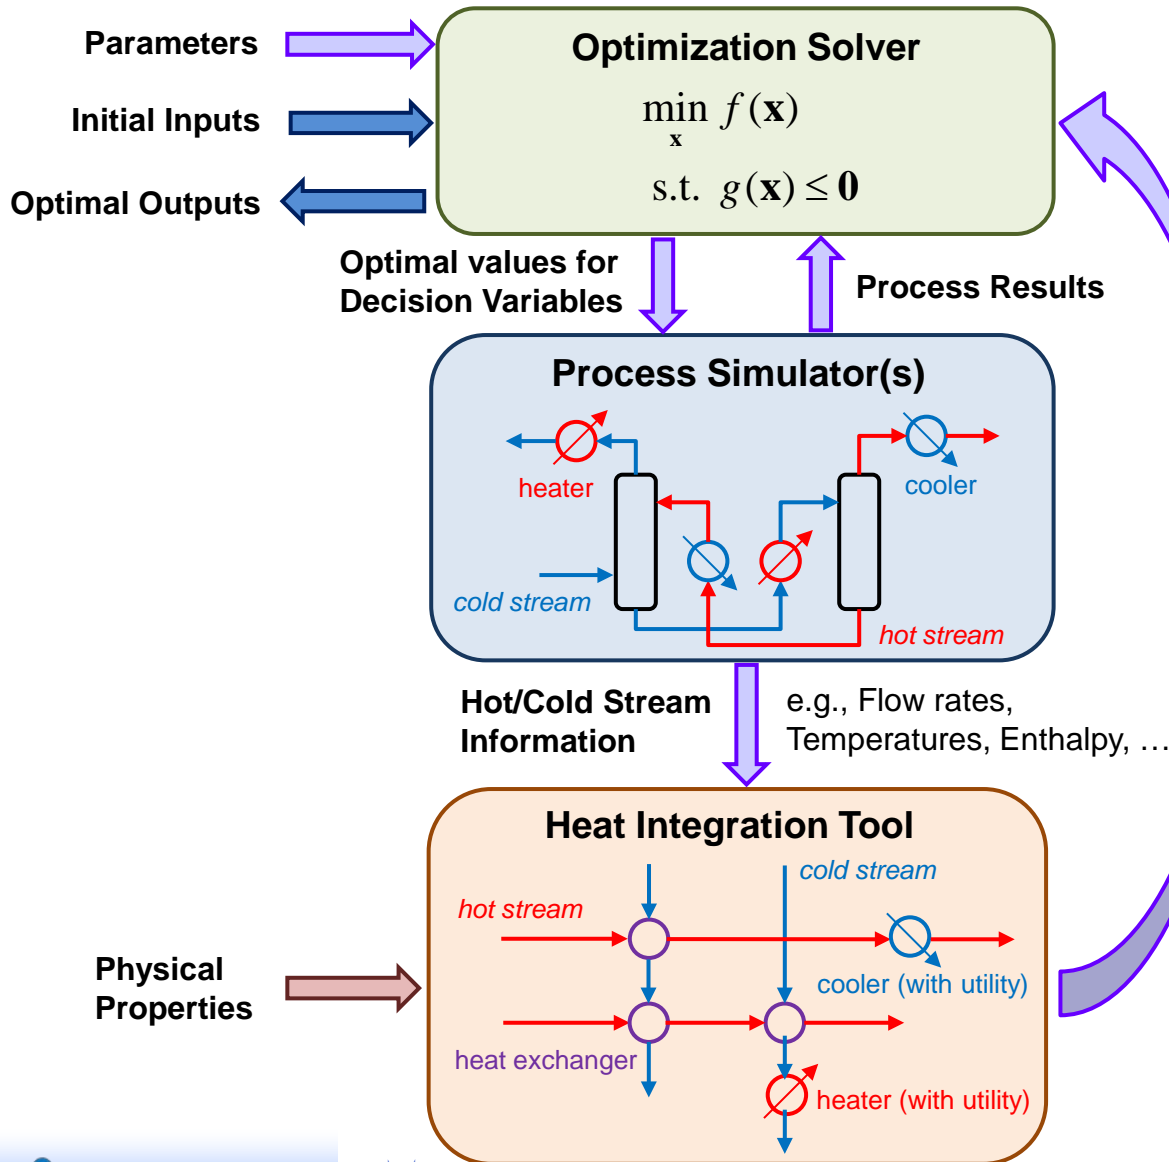 Parameters
Initial Inputs
Optimal Outputs
Optimization Solver
min f(x)
x
s.t. g(x) ≤ 0
Optimal values for
Decision Variables
Process Results
Process Simulator(s)
heater
cooler
cold stream
hot stream
Hot/Cold Stream
Information
e.g., Flow rates,
Temperatures, Enthalpy, …
Heat Integration Tool
cold stream
hot stream
cooler (with utility)
Physical
Properties
heat exchanger
heater (with utility)